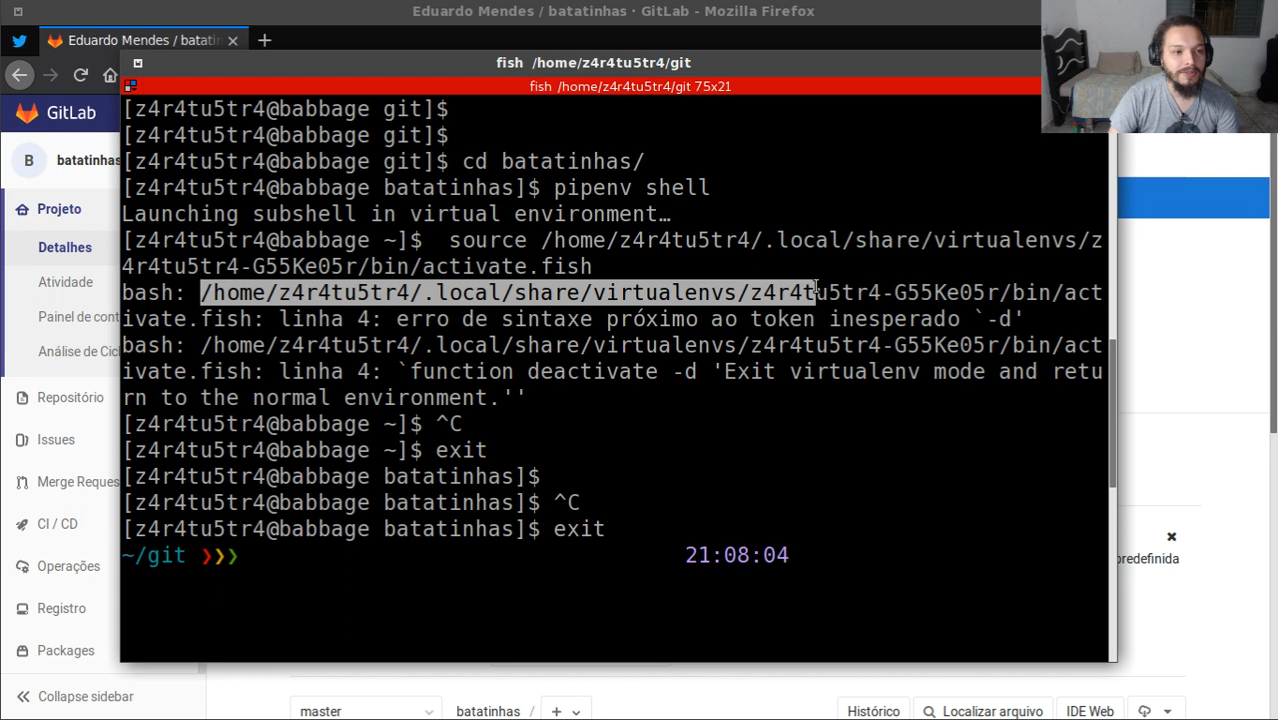 Eduardo Mendes / batatinhas · GitLab - Mozilla Firefox
Eduardo Mendes / batatin
fish /home/z4r4tu5tr4/git
fish /home/z4r4tu5tr4/git 75x21
GitLab
B batatinhas
Projeto
Detalhes
Atividade
Painel de cont
Análise de Cicl
Repositório
Issues
Merge Reques
CI / CD
Operações
Registro
Packages
Collapse sidebar
[z4r4tu5tr4@babbage git]$
[z4r4tu5tr4@babbage git]$
[z4r4tu5tr4@babbage git]$ cd batatinhas/
[z4r4tu5tr4@babbage batatinhas]$ pipenv shell
Launching subshell in virtual environment…
[z4r4tu5tr4@babbage ~]$  source /home/z4r4tu5tr4/.local/share/virtualenvs/z
4r4tu5tr4-G55Ke05r/bin/activate.fish
bash: /home/z4r4tu5tr4/.local/share/virtualenvs/z4r4tu5tr4-G55Ke05r/bin/act
ivate.fish: linha 4: erro de sintaxe próximo ao token inesperado `-d'
bash: /home/z4r4tu5tr4/.local/share/virtualenvs/z4r4tu5tr4-G55Ke05r/bin/act
ivate.fish: linha 4: `function deactivate -d 'Exit virtualenv mode and retu
rn to the normal environment.''
[z4r4tu5tr4@babbage ~]$ ^C
[z4r4tu5tr4@babbage ~]$ exit
[z4r4tu5tr4@babbage batatinhas]$
[z4r4tu5tr4@babbage batatinhas]$ ^C
[z4r4tu5tr4@babbage batatinhas]$ exit
~/git ❯❯❯ 21:08:04
predefinida
master batatinhas / + Histórico Localizar arquivo IDE Web